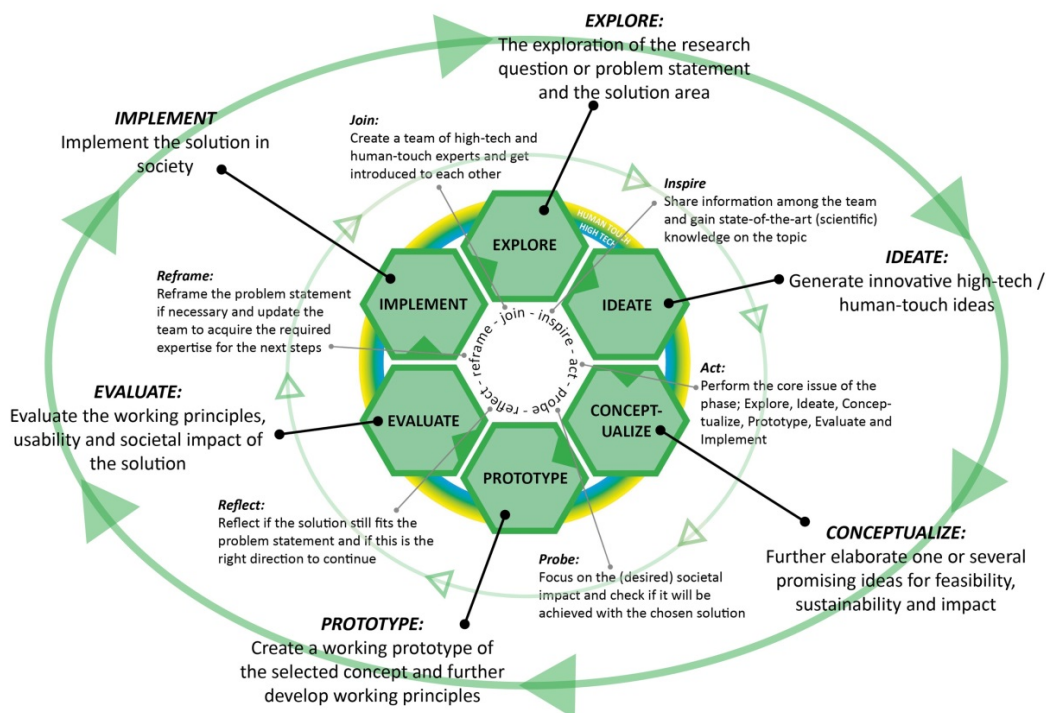 EXPLORE:
The exploration of the research
question or problem statement
and the solution area
IMPLEMENT
Implement the solution in
society
Join:
Create a team of high-tech and
human-touch experts and get
introduced to each other
Inspire
Share information among the team
and gain state-of-the-art (scientific)
knowledge on the topic
HUMAN TOUCH
HIGH TECH
EXPLORE
IDEATE:
Generate innovative high-tech /
human-touch ideas
Reframe:
Reframe the problem statement
if necessary and update the
team to acquire the required
expertise for the next steps
IMPLEMENT
IDEATE
reframe - join - inspire - act - probe - reflect -
Act:
Perform the core issue of the
phase; Explore, Ideate, Concep-
tualize, Prototype, Evaluate and
Implement
EVALUATE:
Evaluate the working principles,
usability and societal impact of
the solution
EVALUATE
CONCEPT-
UALIZE
PROTOTYPE
Reflect:
Reflect if the solution still fits the
problem statement and if this is the
right direction to continue
Probe:
Focus on the (desired) societal
impact and check if it will be
achieved with the chosen solution
CONCEPTUALIZE:
Further elaborate one or several
promising ideas for feasibility,
sustainability and impact
PROTOTYPE:
Create a working prototype of
the selected concept and further
develop working principles